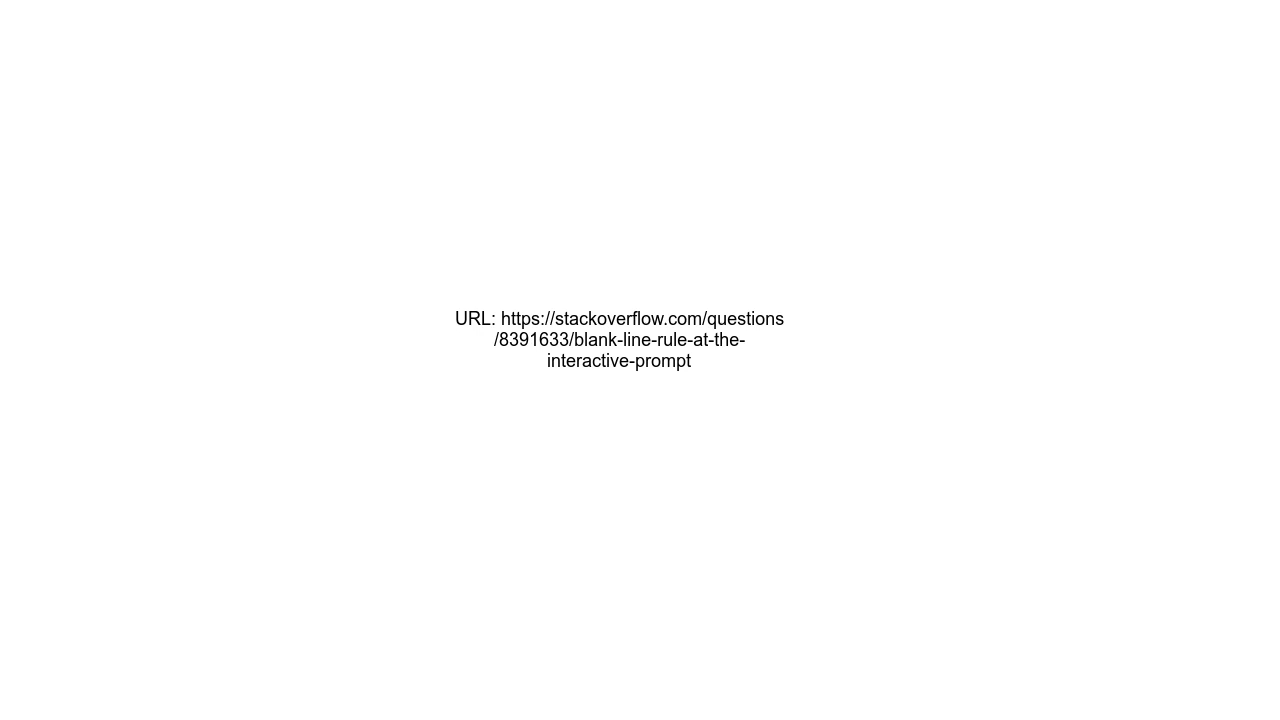 URL: https://stackoverflow.com/questions
/8391633/blank-line-rule-at-the-
interactive-prompt